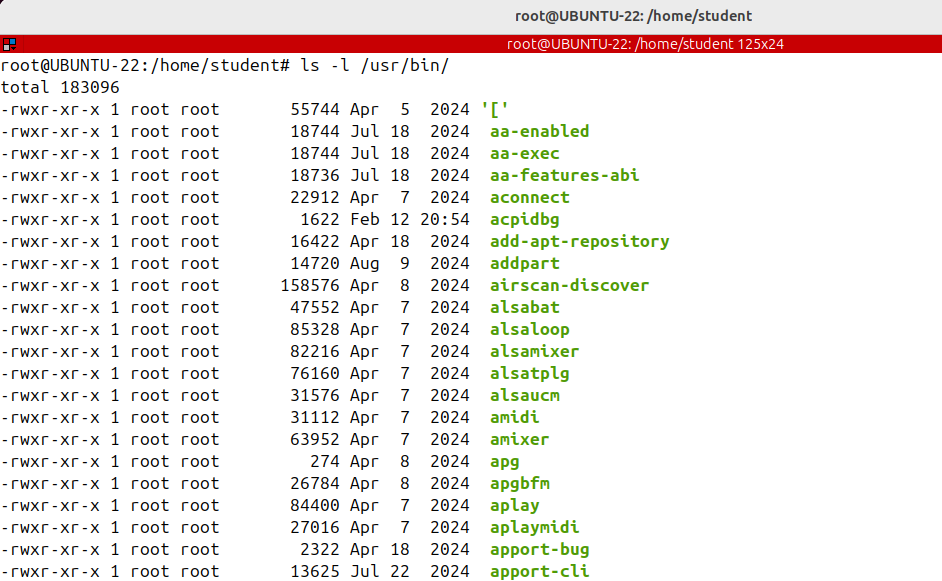 root@UBUNTU-22: /home/student
root@UBUNTU-22: /home/student 125x24
root@UBUNTU-22:/home/student# ls -l /usr/bin/
total 183096
-rwxr-xr-x 1 root root       55744 Apr  5  2024 '['
-rwxr-xr-x 1 root root       18744 Jul 18  2024  aa-enabled
-rwxr-xr-x 1 root root       18744 Jul 18  2024  aa-exec
-rwxr-xr-x 1 root root       18736 Jul 18  2024  aa-features-abi
-rwxr-xr-x 1 root root       22912 Apr  7  2024  aconnect
-rwxr-xr-x 1 root root        1622 Feb 12 20:54  acpidbg
-rwxr-xr-x 1 root root       16422 Apr 18  2024  add-apt-repository
-rwxr-xr-x 1 root root       14720 Aug  9  2024  addpart
-rwxr-xr-x 1 root root      158576 Apr  8  2024  airscan-discover
-rwxr-xr-x 1 root root       47552 Apr  7  2024  alsabat
-rwxr-xr-x 1 root root       85328 Apr  7  2024  alsaloop
-rwxr-xr-x 1 root root       82216 Apr  7  2024  alsamixer
-rwxr-xr-x 1 root root       76160 Apr  7  2024  alsatplg
-rwxr-xr-x 1 root root       31576 Apr  7  2024  alsaucm
-rwxr-xr-x 1 root root       31112 Apr  7  2024  amidi
-rwxr-xr-x 1 root root       63952 Apr  7  2024  amixer
-rwxr-xr-x 1 root root         274 Apr  8  2024  apg
-rwxr-xr-x 1 root root       26784 Apr  8  2024  apgbfm
-rwxr-xr-x 1 root root       84400 Apr  7  2024  aplay
-rwxr-xr-x 1 root root       27016 Apr  7  2024  aplaymidi
-rwxr-xr-x 1 root root        2322 Apr 18  2024  apport-bug
-rwxr-xr-x 1 root root       13625 Jul 22  2024  apport-cli